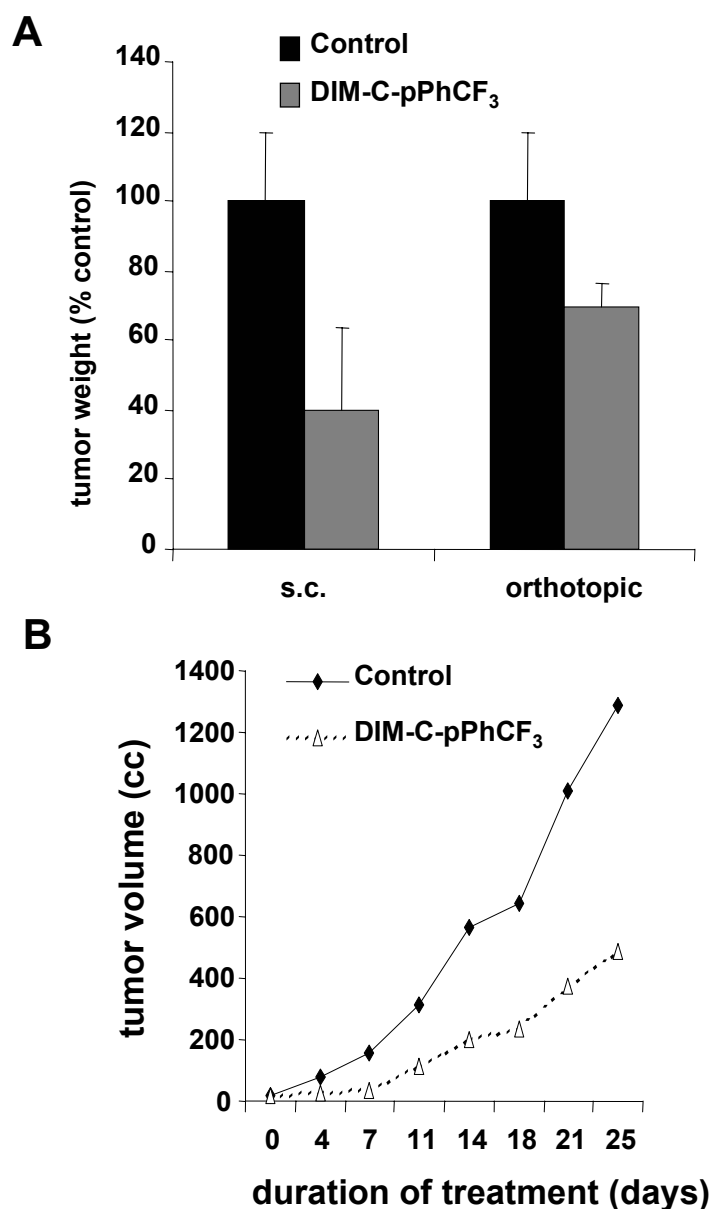 A
Control
DIM-C-pPhCF₃
tumor weight (% control)
140
120
100
80
60
40
20
0
s.c.
orthotopic
B
Control
DIM-C-pPhCF₃
tumor volume (cc)
1400
1200
1000
800
600
400
200
0
0 4 7 11 14 18 21 25
duration of treatment (days)